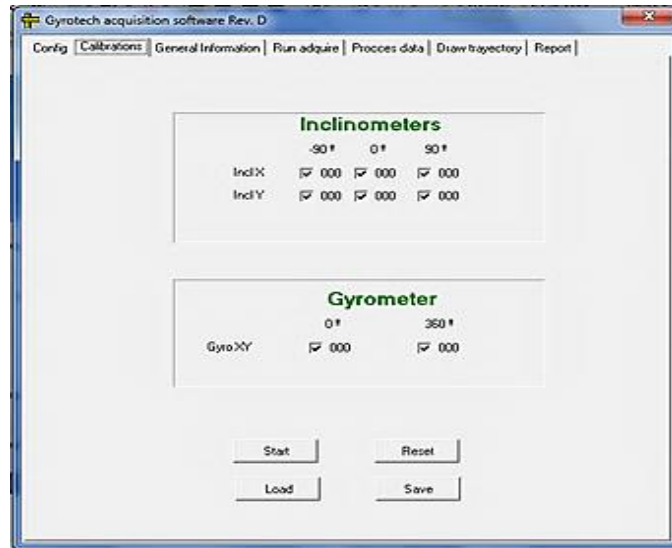 Gyrotech acquisition software Rev. D
Config Calibrations General Information Run adquire Procces data Draw trayectory Report
Inclinometers
-90 º 0 º 90 º
Incl X 000 000 000
Incl Y 000 000 000
Gyrometer
0 º 360 º
Gyro XY 000 000
Start Reset
Load Save